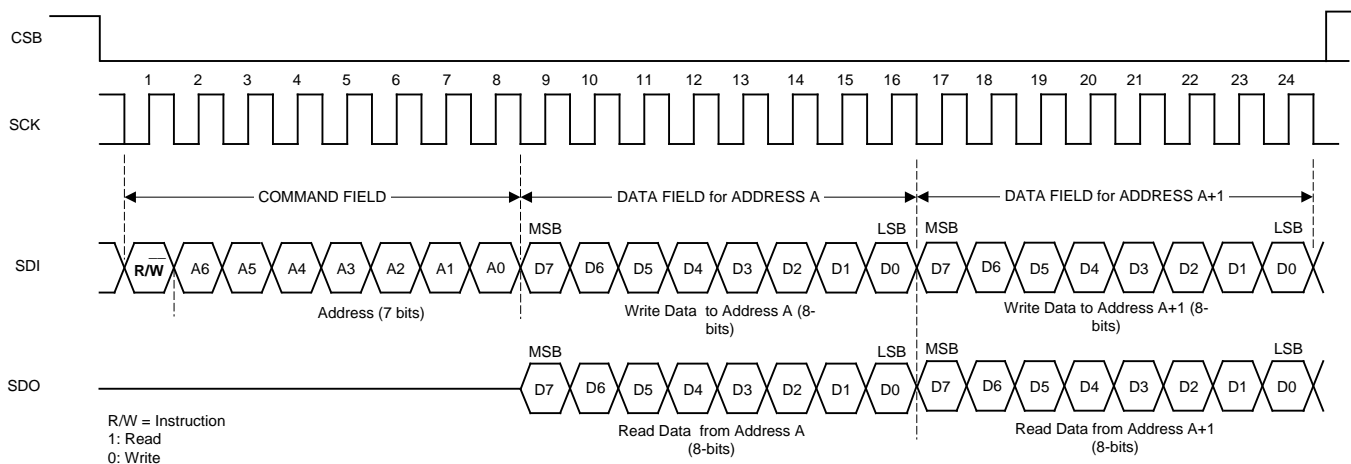 CSB
1 2 3 4 5 6 7 8 9 10 11 12 13 14 15 16 17 18 19 20 21 22 23 24
SCK
COMMAND FIELD DATA FIELD for ADDRESS A DATA FIELD for ADDRESS A+1
MSB LSB MSB LSB
SDI R/W A6 A5 A4 A3 A2 A1 A0 D7 D6 D5 D4 D3 D2 D1 D0 D7 D6 D5 D4 D3 D2 D1 D0
Address (7 bits) Write Data to Address A (8- Write Data to Address A+1 (8-
bits) bits)
MSB LSB MSB LSB
SDO D7 D6 D5 D4 D3 D2 D1 D0 D7 D6 D5 D4 D3 D2 D1 D0
R/W = Instruction
Read Data from Address A Read Data from Address A+1
1: Read
(8-bits) (8-bits)
0: Write